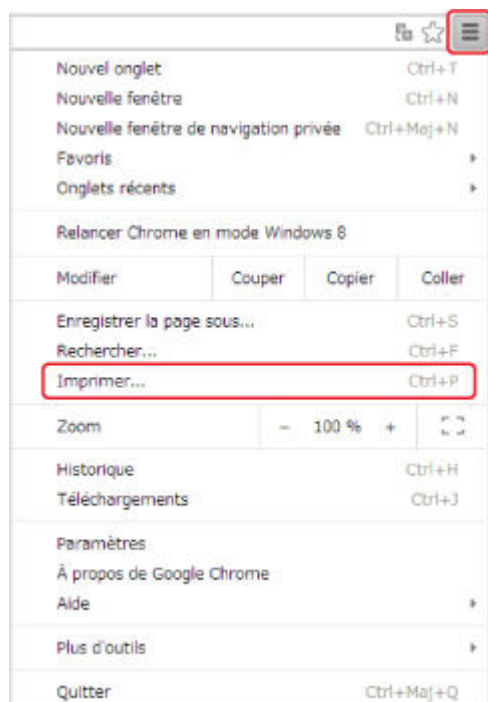 Nouvel onglet Ctrl+T
Nouvelle fenêtre Ctrl+N
Nouvelle fenêtre de navigation privée Ctrl+Maj+N
Favoris
Onglets récents
Relancer Chrome en mode Windows 8
Modifier Couper Copier Coller
Enregistrer la page sous... Ctrl+S
Rechercher... Ctrl+F
Imprimer... Ctrl+P
Zoom - 100 % +
Historique Ctrl+H
Téléchargements Ctrl+J
Paramètres
À propos de Google Chrome
Aide
Plus d'outils
Quitter Ctrl+Maj+Q